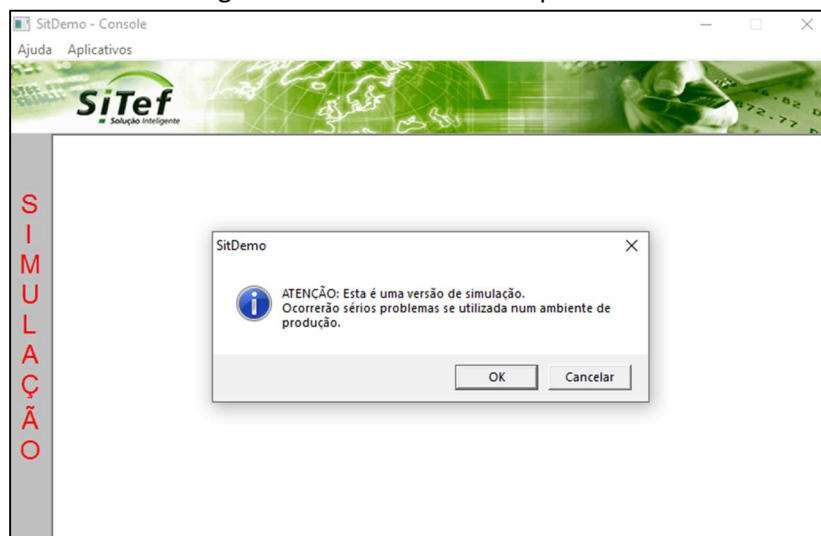 SitDemo - Console
Ajuda Aplicativos
SiTef
Solução Inteligente
SIMULAÇÃO
SitDemo
ATENÇÃO: Esta é uma versão de simulação.
Ocorrerão sérios problemas se utilizada num ambiente de
produção.
OK Cancelar